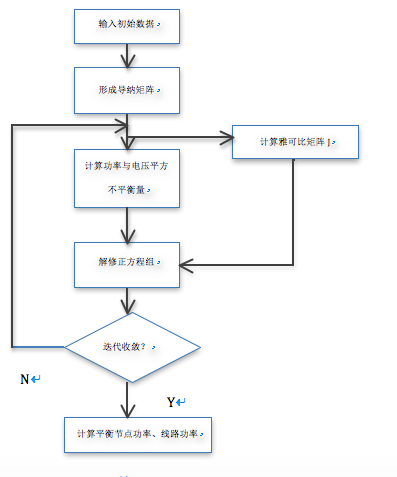 输入初始数据
形成导纳矩阵
计算雅可比矩阵 J
计算功率与电压平方
不平衡量
解修正方程组
迭代收敛？
N
Y
计算平衡节点功率、线路功率